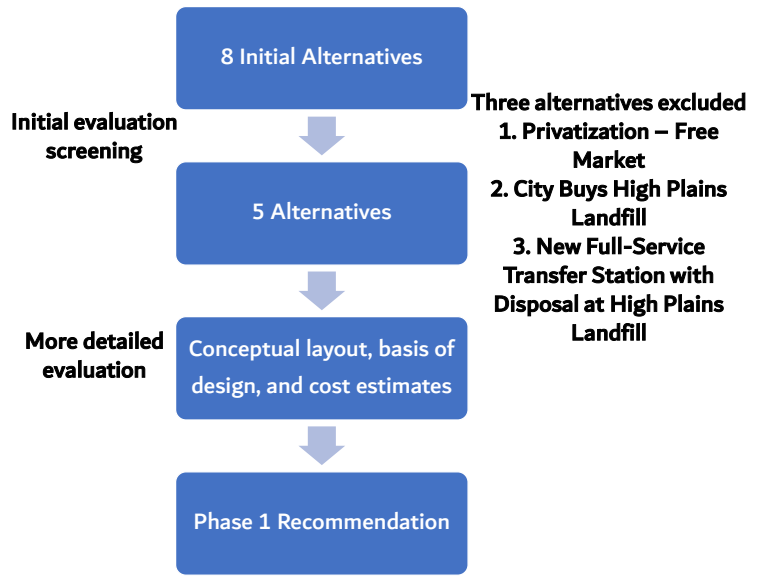 8 Initial Alternatives
Initial evaluation
screening
Three alternatives excluded
1. Privatization – Free
Market
2. City Buys High Plains
Landfill
3. New Full-Service
Transfer Station with
Disposal at High Plains
Landfill
5 Alternatives
More detailed
evaluation
Conceptual layout, basis of
design, and cost estimates
Phase 1 Recommendation